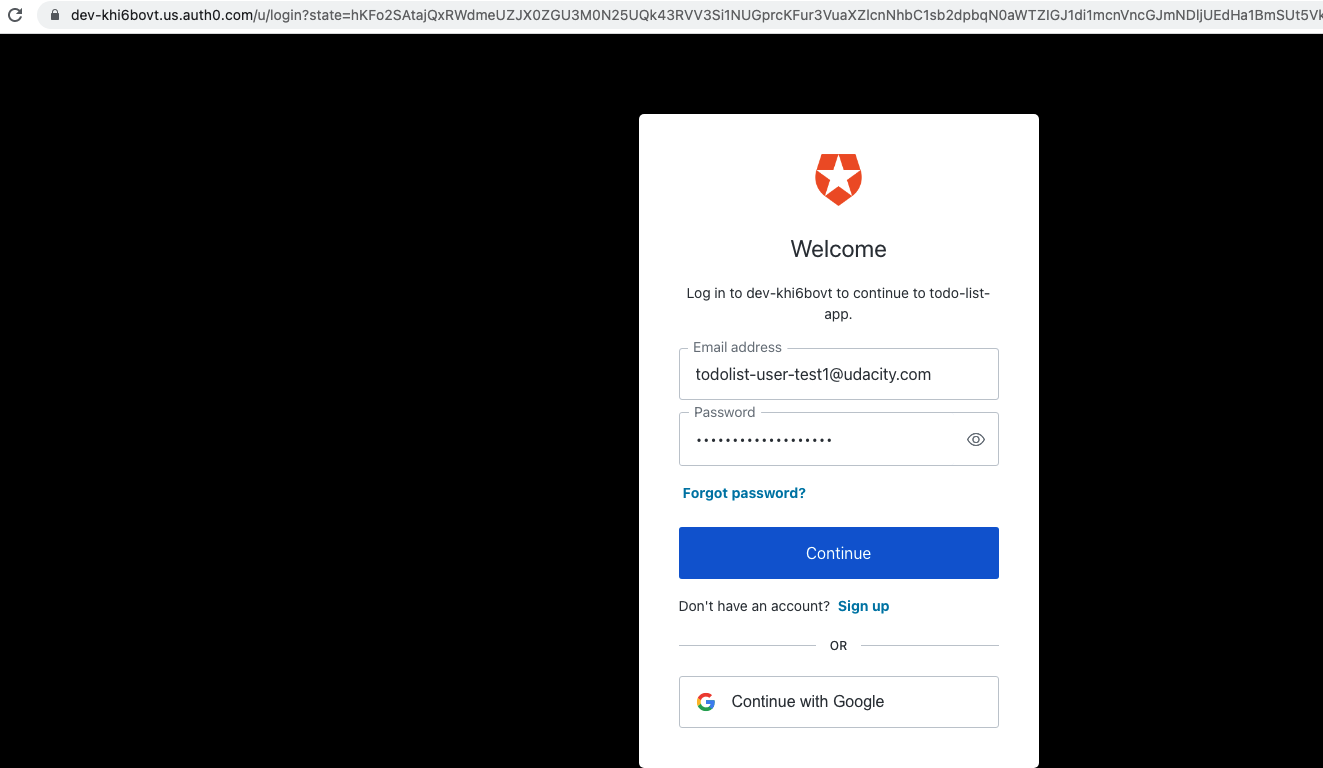 dev-khi6bovt.us.auth0.com/u/login?state=hKFo2SAtajQxRWdmeUZJX0ZGU3M0N25UQk43RVV3Si1NUGprcKFur3VuaXZlcnNhbC1sb2dpbqN0aWTZIGJ1di1mcnVncGJmNDljUEdHa1BmSUt5Vk
Welcome
Log in to dev-khi6bovt to continue to todo-list-
app.
Email address
todolist-user-test1@udacity.com
Password
Forgot password?
Continue
Don't have an account? Sign up
OR
Continue with Google